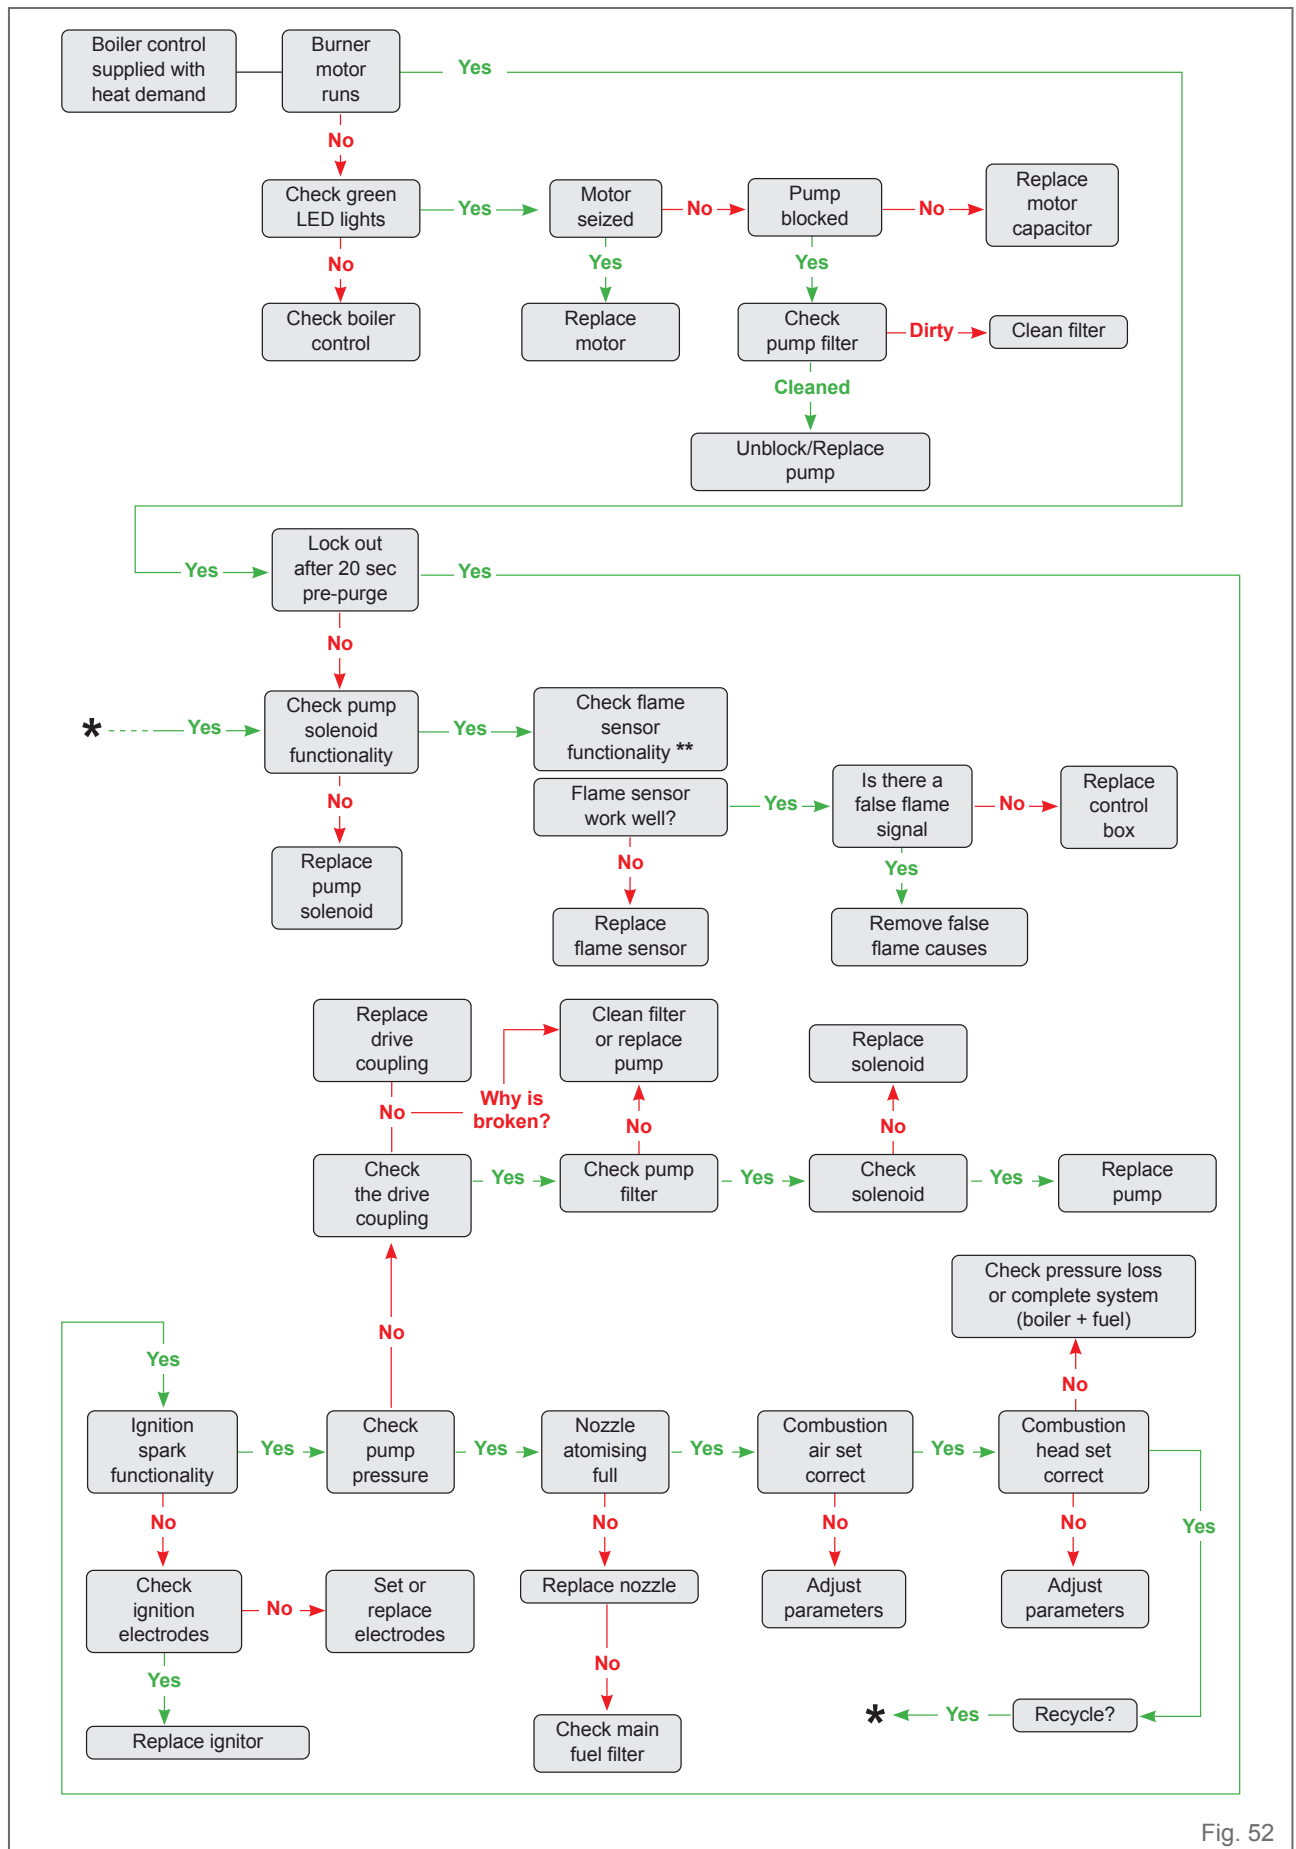 Boiler control
supplied with
heat demand
Burner
motor
runs
Yes
No
Check green
LED lights
Yes
Motor
seized
No
Pump
blocked
No
Replace
motor
capacitor
No
Yes
Yes
Check boiler
control
Replace
motor
Check
pump filter
Dirty
Clean filter
Cleaned
Unblock/Replace
pump
Yes
Lock out
after 20 sec
pre-purge
Yes
No
*
Yes
Check pump
solenoid
functionality
Yes
Check flame
sensor
functionality **
Flame sensor
work well?
Yes
Is there a
false flame
signal
No
Replace
control
box
No
Replace
pump
solenoid
No
Replace
flame sensor
Yes
Remove false
flame causes
Replace
drive
coupling
Clean filter
or replace
pump
Replace
solenoid
No
Why is
broken?
No
No
Check
the drive
coupling
Yes
Check pump
filter
Yes
Check
solenoid
Yes
Replace
pump
Check pressure loss
or complete system
(boiler + fuel)
No
Yes
No
Ignition
spark
functionality
Yes
Check
pump
pressure
Yes
Nozzle
atomising
full
Yes
Combustion
air set
correct
Yes
Combustion
head set
correct
Yes
No
No
No
No
Check
ignition
electrodes
No
Set or
replace
electrodes
Replace nozzle
Adjust
parameters
Adjust
parameters
Yes
No
Replace ignitor
Check main
fuel filter
*
Yes
Recycle?
Fig. 52